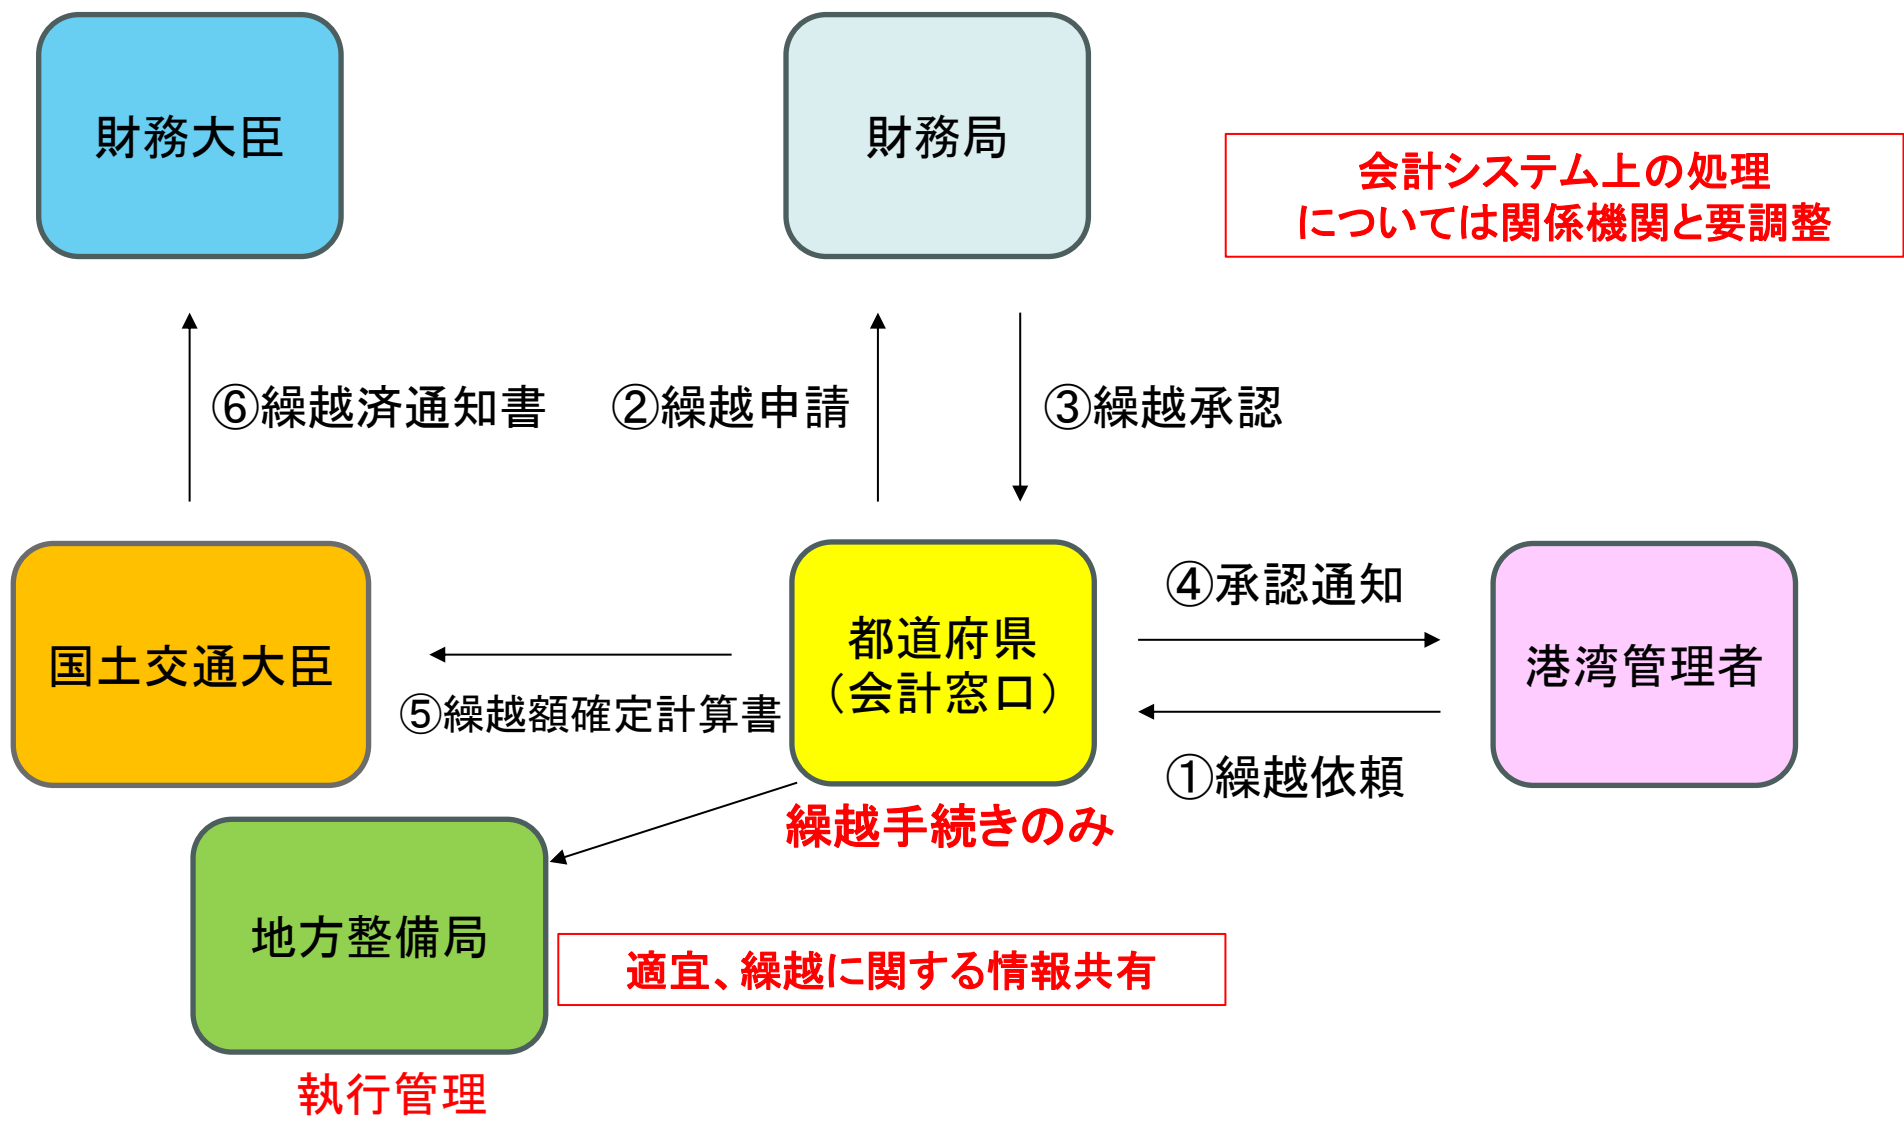 財務大臣
財務局
会計システム上の処理
については関係機関と要調整
⑥繰越済通知書
②繰越申請
③繰越承認
国土交通大臣
都道府県
（会計窓口）
④承認通知
港湾管理者
⑤繰越額確定計算書
①繰越依頼
繰越手続きのみ
地方整備局
適宜、繰越に関する情報共有
執行管理